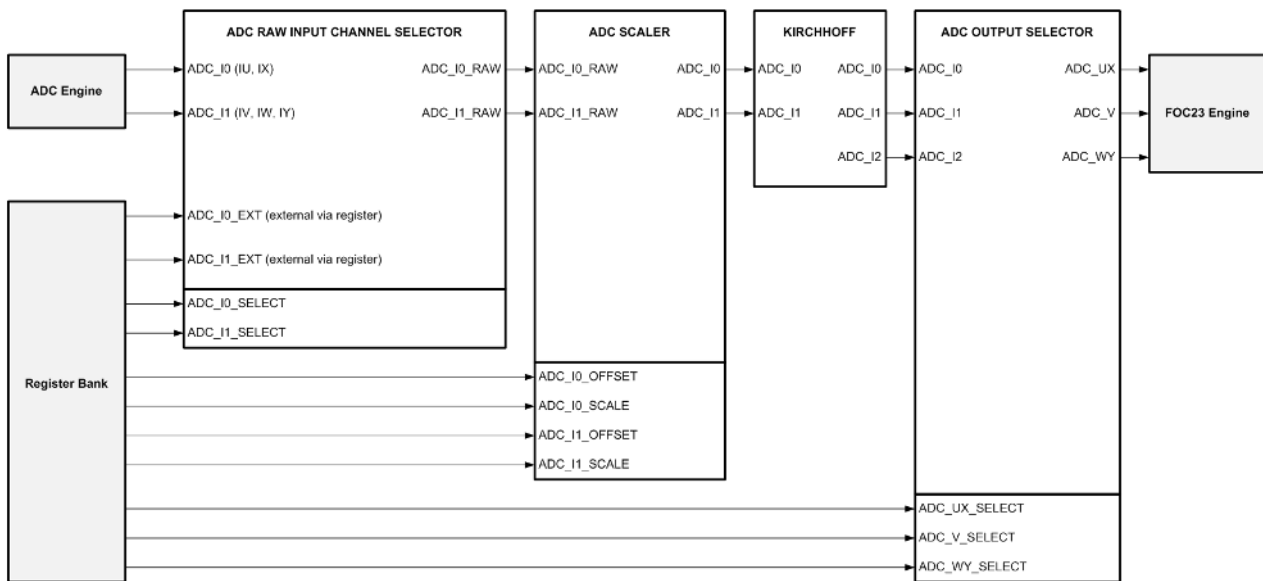 ADC RAW INPUT CHANNEL SELECTOR
ADC SCALER
KIRCHHOFF
ADC OUTPUT SELECTOR
ADC Engine
ADC_I0 (IU, IX)
ADC_I0_RAW
ADC_I0_RAW
ADC_I0
ADC_I0
ADC_I0
ADC_I0
ADC_UX
ADC_I1 (IV, IW, IY)
ADC_I1_RAW
ADC_I1_RAW
ADC_I1
ADC_I1
ADC_I1
ADC_I1
ADC_V
FOC23 Engine
ADC_I2
ADC_I2
ADC_WY
ADC_I0_EXT (external via register)
ADC_I1_EXT (external via register)
ADC_I0_SELECT
ADC_I1_SELECT
Register Bank
ADC_I0_OFFSET
ADC_I0_SCALE
ADC_I1_OFFSET
ADC_I1_SCALE
ADC_UX_SELECT
ADC_V_SELECT
ADC_WY_SELECT